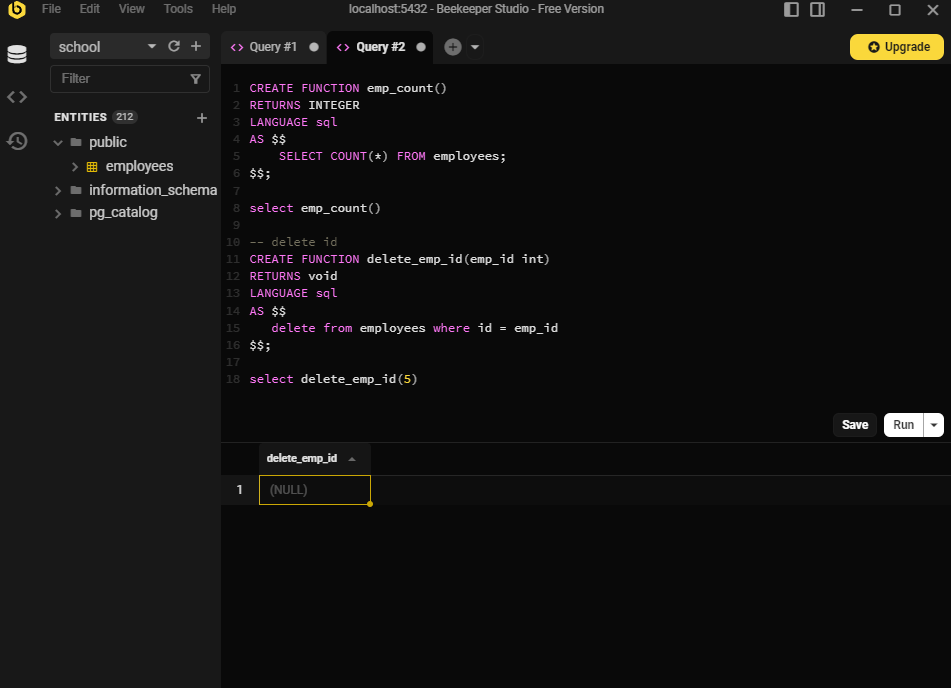 File Edit View Tools Help
localhost:5432 - Beekeeper Studio - Free Version
school
Filter
ENTITIES 212
public
employees
information_schema
pg_catalog
Query #1
Query #2
Upgrade
1 CREATE FUNCTION emp_count()
2 RETURNS INTEGER
3 LANGUAGE sql
4 AS $$
5     SELECT COUNT(*) FROM employees;
6 $$;
7
8 select emp_count()
9
10 -- delete id
11 CREATE FUNCTION delete_emp_id(emp_id int)
12 RETURNS void
13 LANGUAGE sql
14 AS $$
15    delete from employees where id = emp_id
16 $$;
17
18 select delete_emp_id(5)
Save
Run
delete_emp_id
1 (NULL)